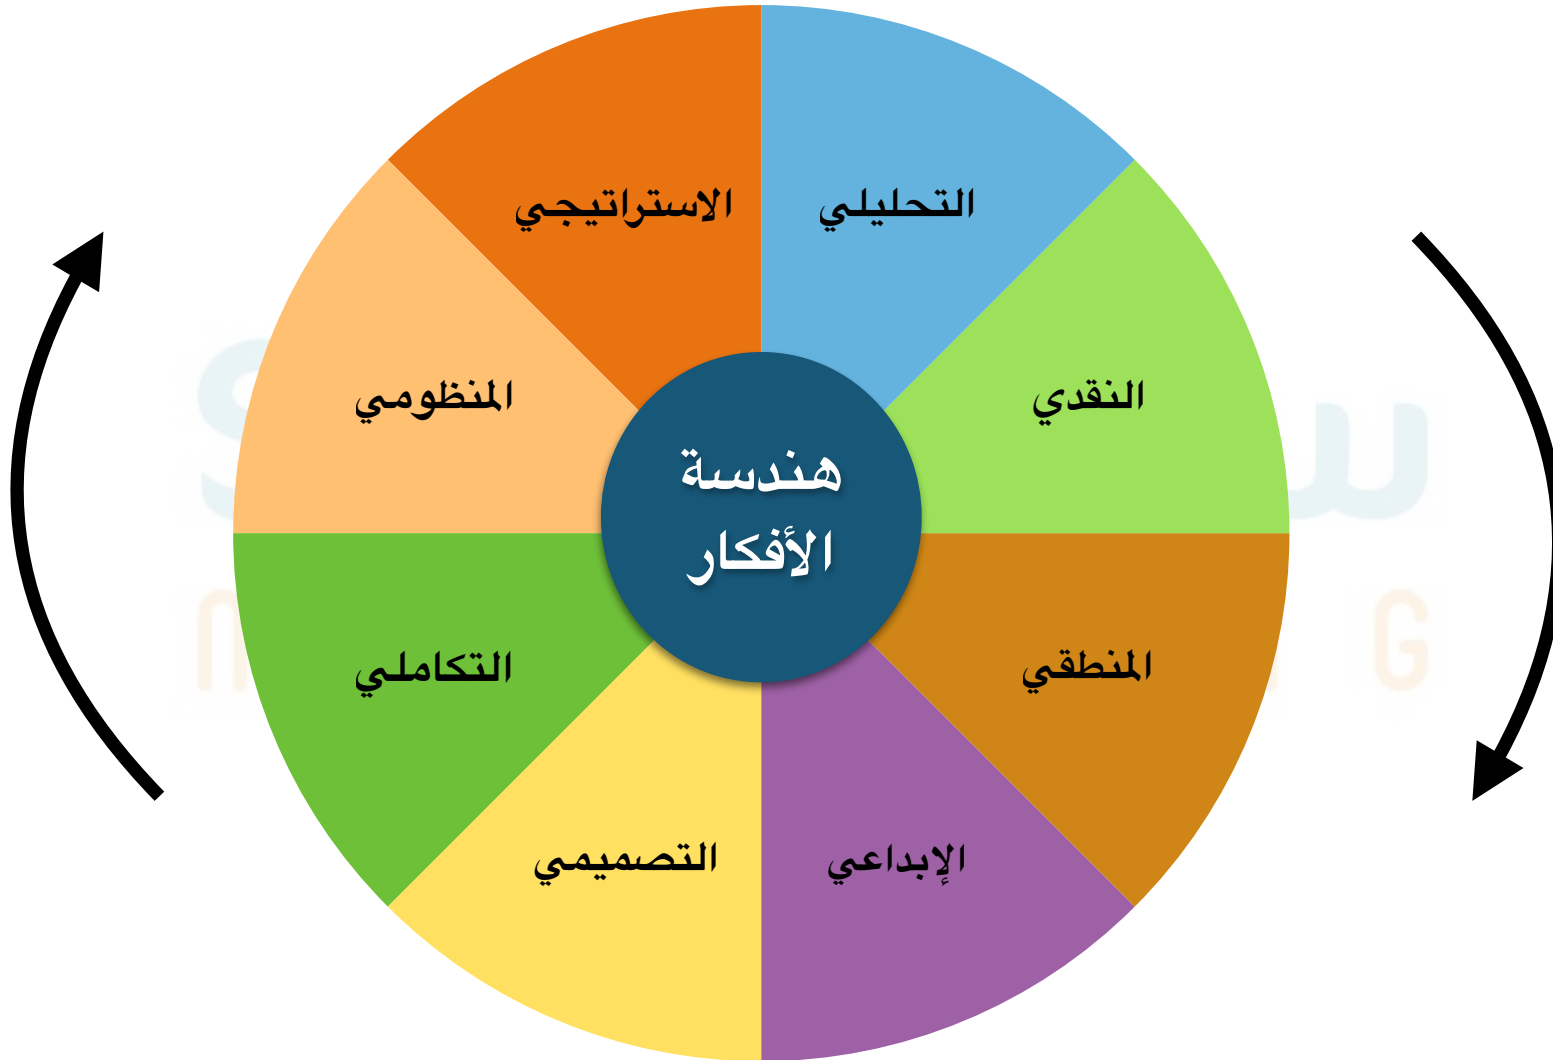 هندسة
الأفكار
التحليلي
النقدي
المنطقي
الإبداعي
التصميمي
التكاملي
المنظومي
الاستراتيجي